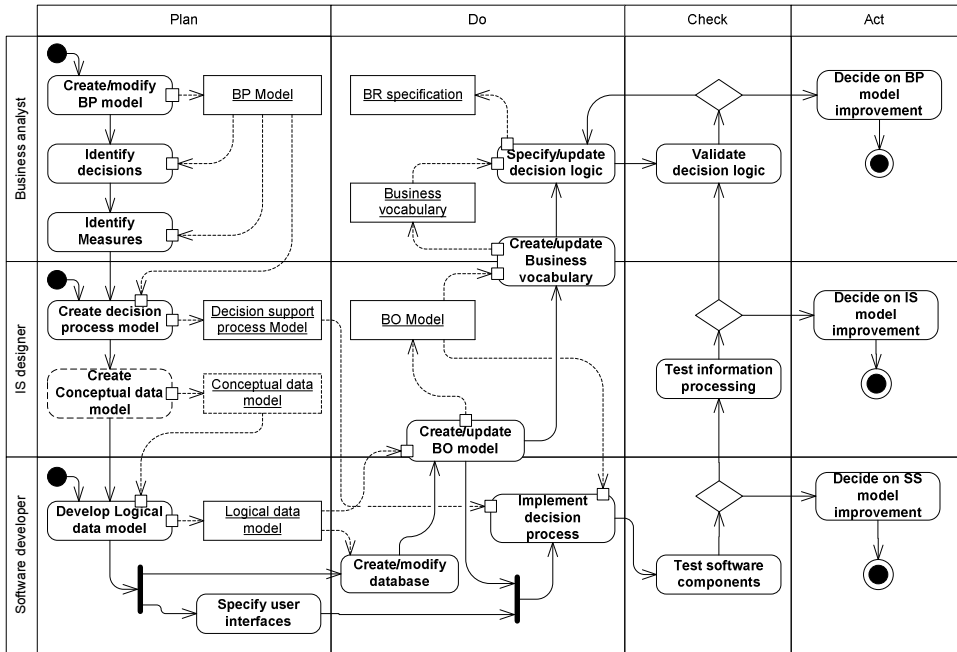 Plan
Do
Check
Act
Business analyst
Create/modify
BP model
BP Model
Identify
decisions
Identify
Measures
BR specification
Specify/update
decision logic
Business
vocabulary
Create/update
Business
vocabulary
Validate
decision logic
Decide on BP
model
improvement
IS designer
Create decision
process model
Decision support
process Model
Create
Conceptual data
model
Conceptual data
model
BO Model
Create/update
BO model
Test information
processing
Decide on IS
model
improvement
Software developer
Develop Logical
data model
Logical data
model
Specify user
interfaces
Create/modify
database
Implement
decision
process
Test software
components
Decide on SS
model
improvement